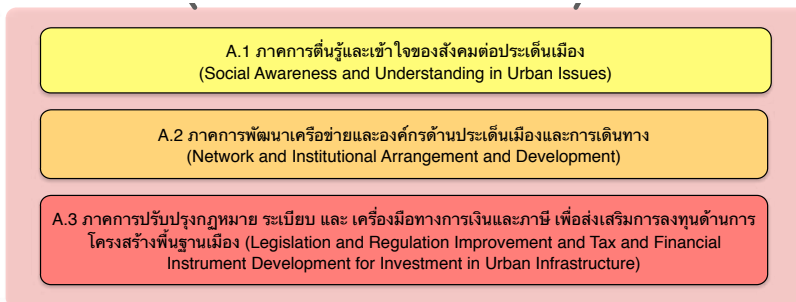 A.1 ภาคการตื่นรู้และเข้าใจของสังคมต่อประเด็นเมือง
(Social Awareness and Understanding in Urban Issues)
A.2 ภาคการพัฒนาเครือข่ายและองค์กรด้านประเด็นเมืองและการเดินทาง
(Network and Institutional Arrangement and Development)
A.3 ภาคการปรับปรุงกฎหมาย ระเบียบ และ เครื่องมือทางการเงินและภาษี เพื่อส่งเสริมการลงทุนด้านการ
โครงสร้างพื้นฐานเมือง (Legislation and Regulation Improvement and Tax and Financial
Instrument Development for Investment in Urban Infrastructure)